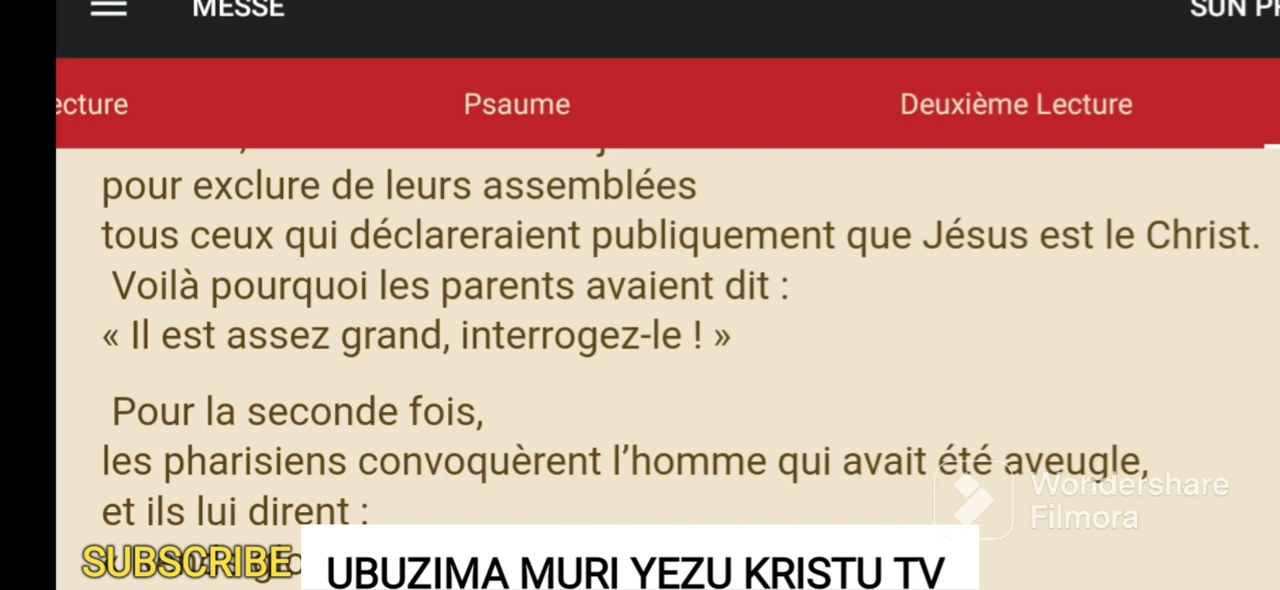 MESSE
ecture Psaume Deuxième Lecture
pour exclure de leurs assemblées
tous ceux qui déclareraient publiquement que Jésus est le Christ.
Voilà pourquoi les parents avaient dit :
« Il est assez grand, interrogez-le ! »
Pour la seconde fois,
les pharisiens convoquèrent l’homme qui avait été aveugle,
et ils lui dirent :
Wondershare
Filmora
SUBSCRIBE
UBUZIMA MURI YEZU KRISTU TV